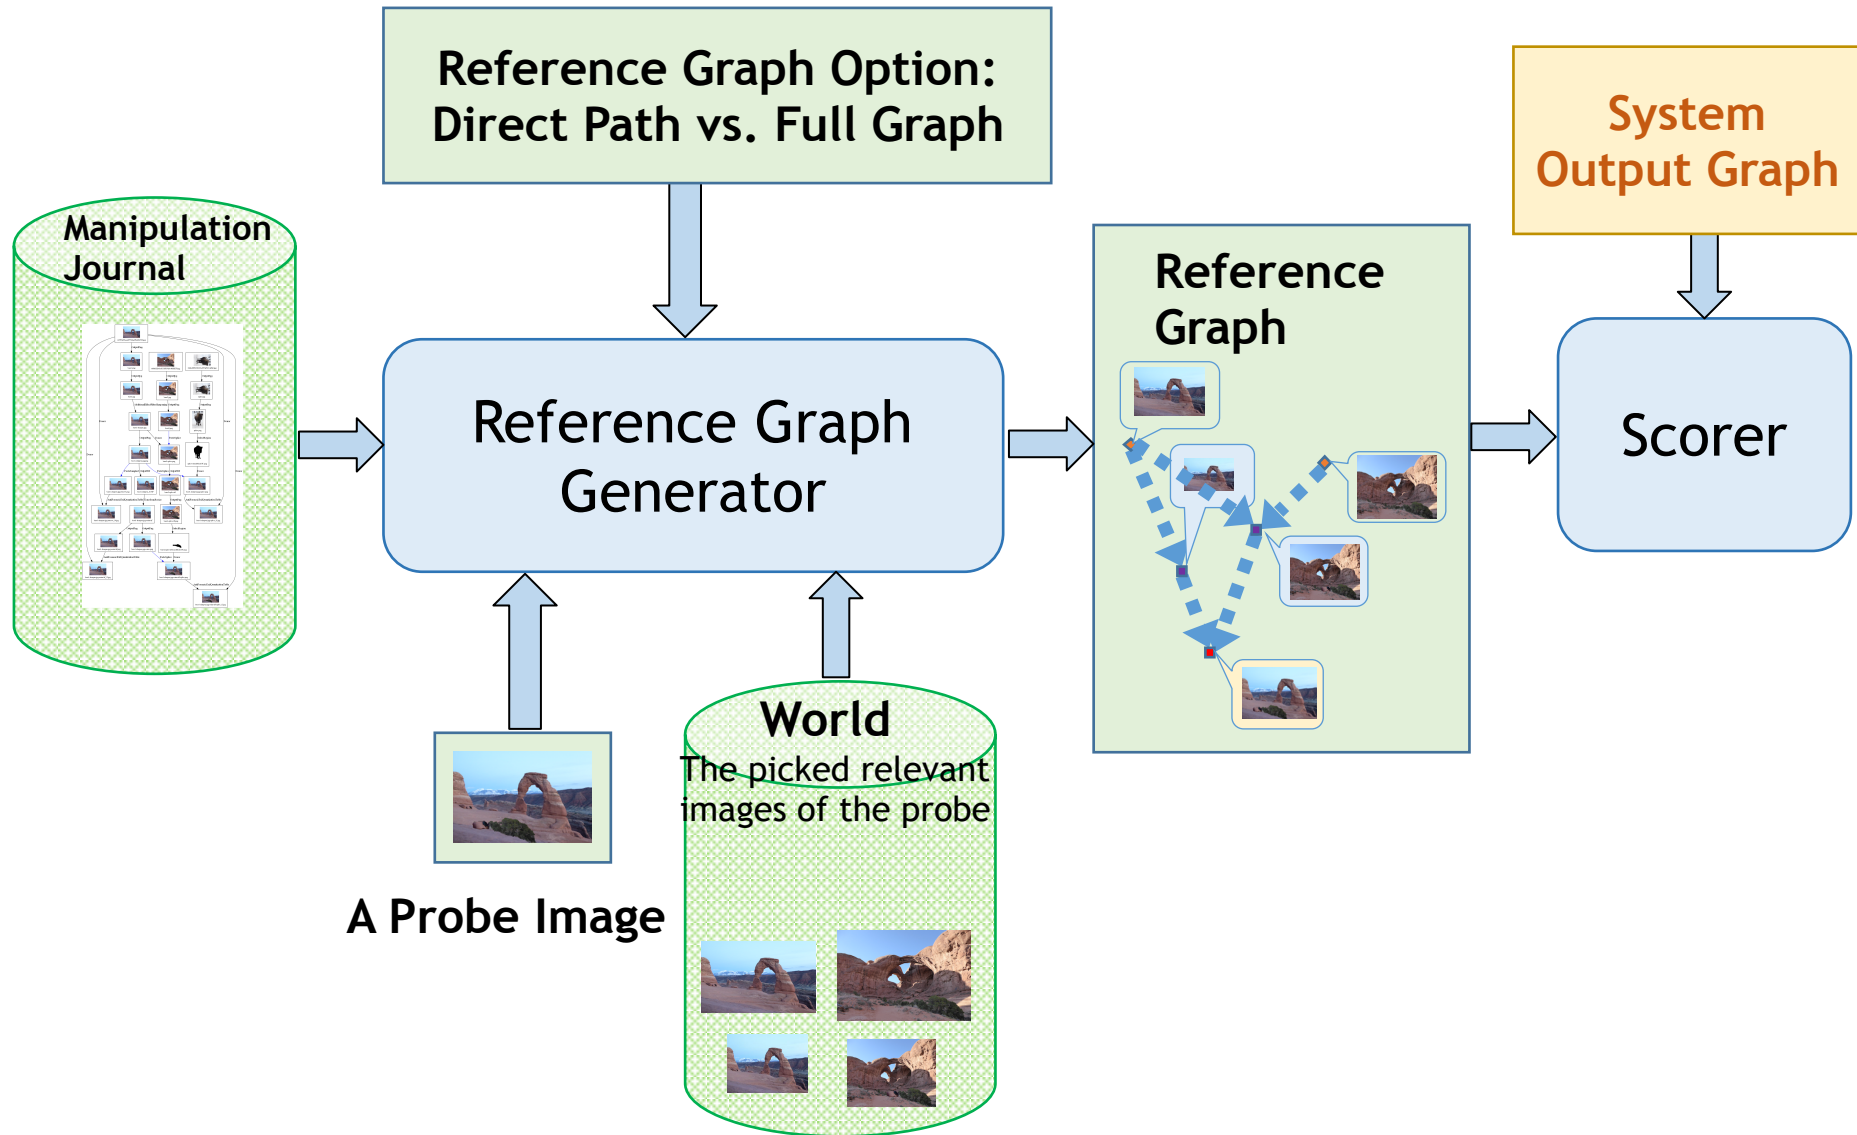 Reference Graph Option:
Direct Path vs. Full Graph
System
Output Graph
Manipulation
Journal
Reference
Graph
Reference Graph
Generator
Scorer
World
The picked relevant
images of the probe
A Probe Image